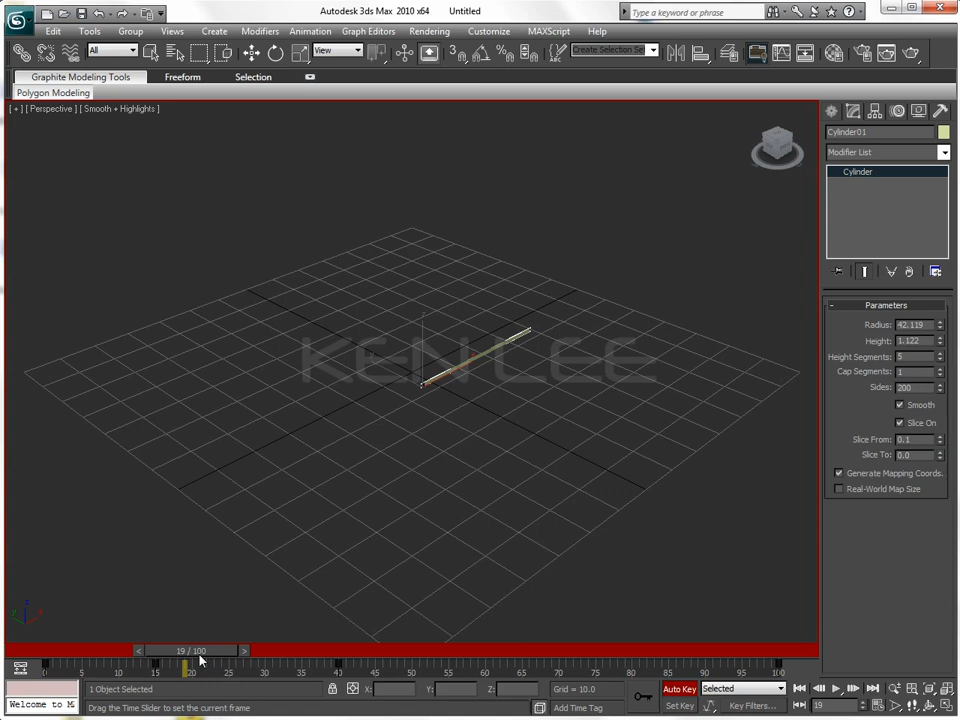 Autodesk 3ds Max 2010 x64 Untitled
Type a keyword or phrase
Edit Tools Group Views Create Modifiers Animation Graph Editors Rendering Customize MAXScript Help
All View Create Selection Se
Graphite Modeling Tools Freeform Selection
Polygon Modeling
[ + ] [ Perspective ] [ Smooth + Highlights ]
Cylinder01
Modifier List
Cylinder
Parameters
Radius: 42.119
Height: 1.122
Height Segments: 5
Cap Segments: 1
Sides: 200
Smooth
Slice On
Slice From: 0.1
Slice To: 0.0
Generate Mapping Coords.
Real-World Map Size
KEN LEE
< 19 / 100 >
5 10 15 20 25 30 35 40 45 50 55 60 65 70 75 80 85 90 95 100
1 Object Selected X: Y: Z: Grid = 10.0 Auto Key Selected
Welcome to M Drag the Time Slider to set the current frame Add Time Tag Set Key Key Filters... 19